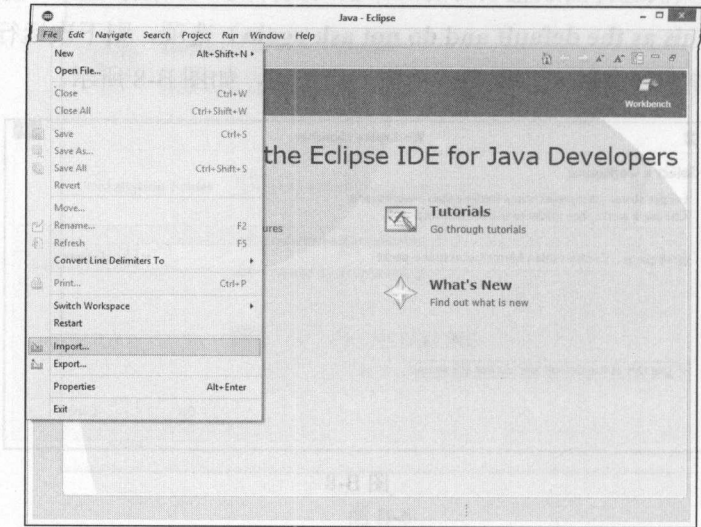 Java - Eclipse
File Edit Navigate Search Project Run Window Help
New Alt+Shift+N
Open File...
Close Ctrl+W
Close All Ctrl+Shift+W
Save Ctrl+S
Save As...
Save All Ctrl+Shift+S
Revert
Move...
Rename... F2
Refresh F5
Convert Line Delimiters To
Print... Ctrl+P
Switch Workspace
Restart
Import...
Export...
Properties Alt+Enter
Exit
Workbench
the Eclipse IDE for Java Developers
ures
Tutorials
Go through tutorials
What's New
Find out what is new